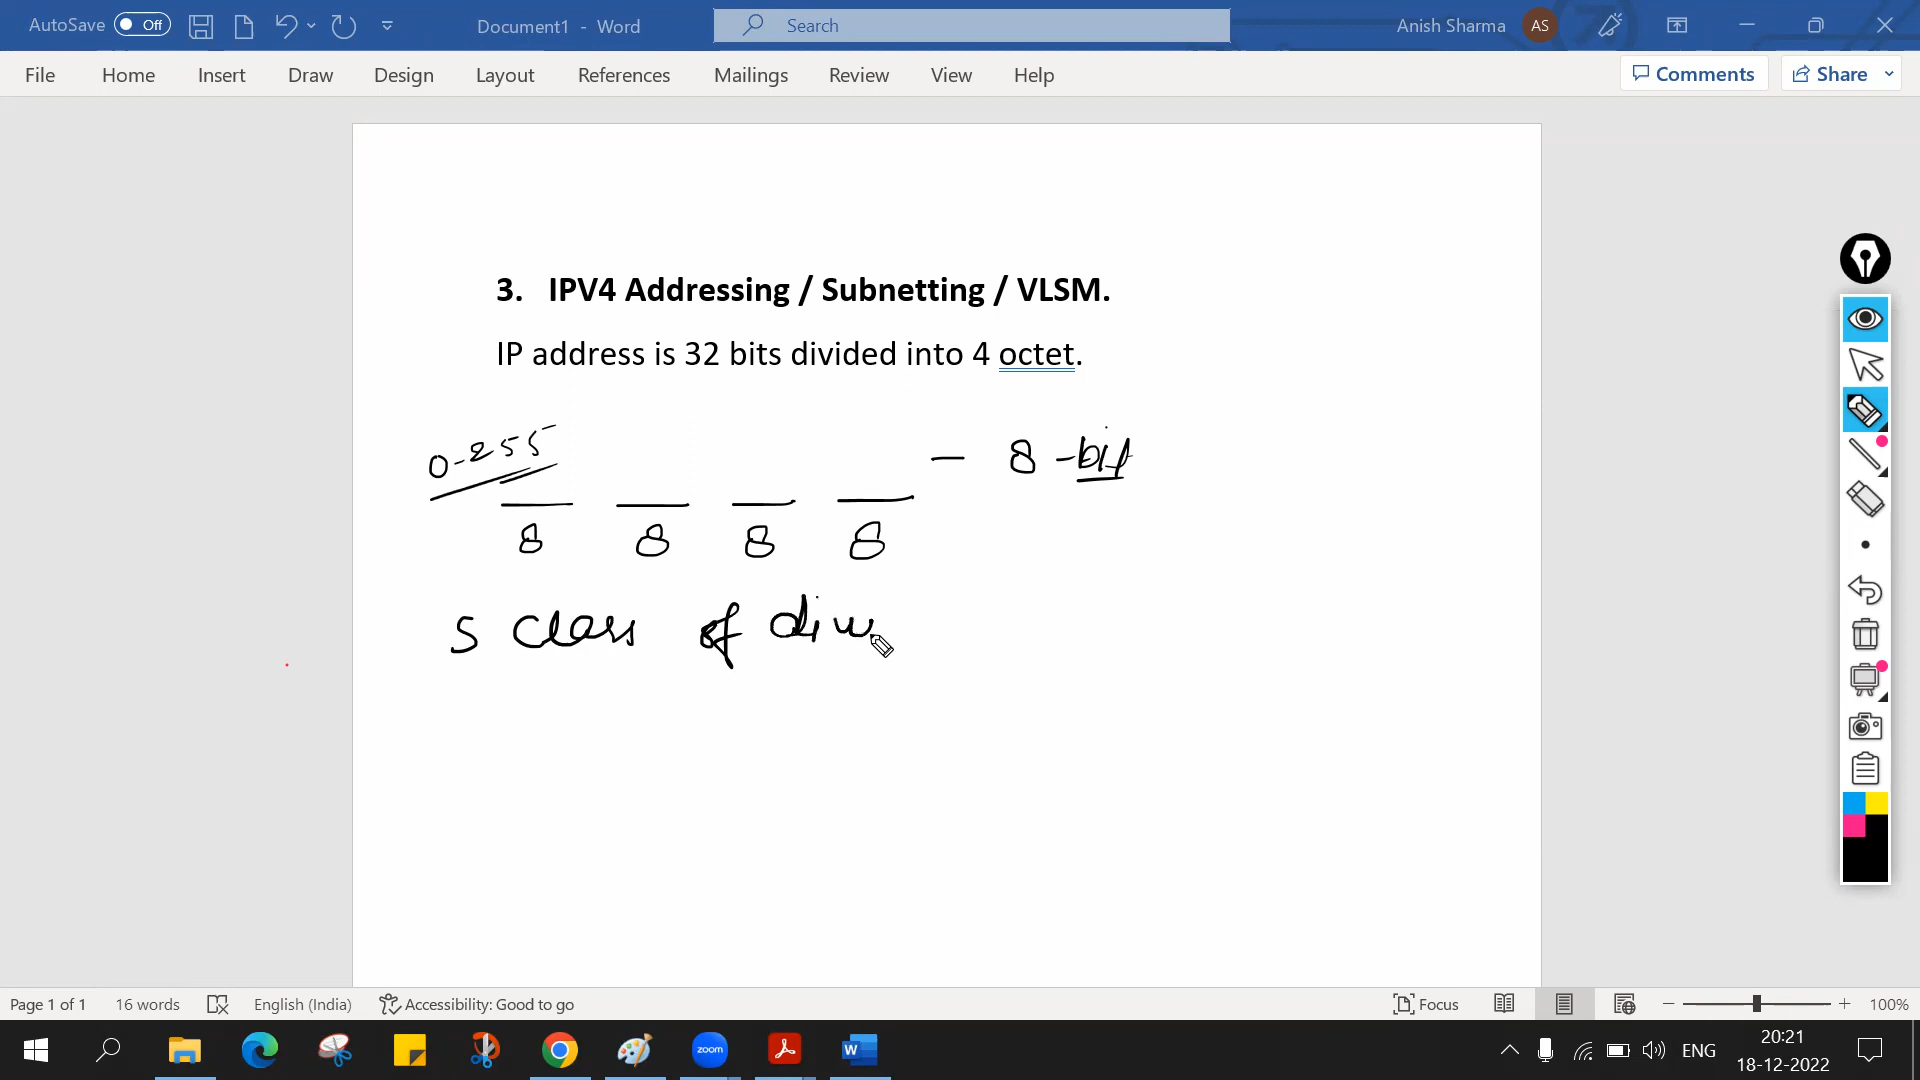 AutoSave Off Document1 - Word Search Anish Sharma AS
File Home Insert Draw Design Layout References Mailings Review View Help Comments Share
3. IPV4 Addressing / Subnetting / VLSM.
IP address is 32 bits divided into 4 octet.
0-255 - 8-bit
8 8 8 8
5 class of div
Page 1 of 1 16 words English (India) Accessibility: Good to go Focus 100%
zoom W ENG 20:21
18-12-2022